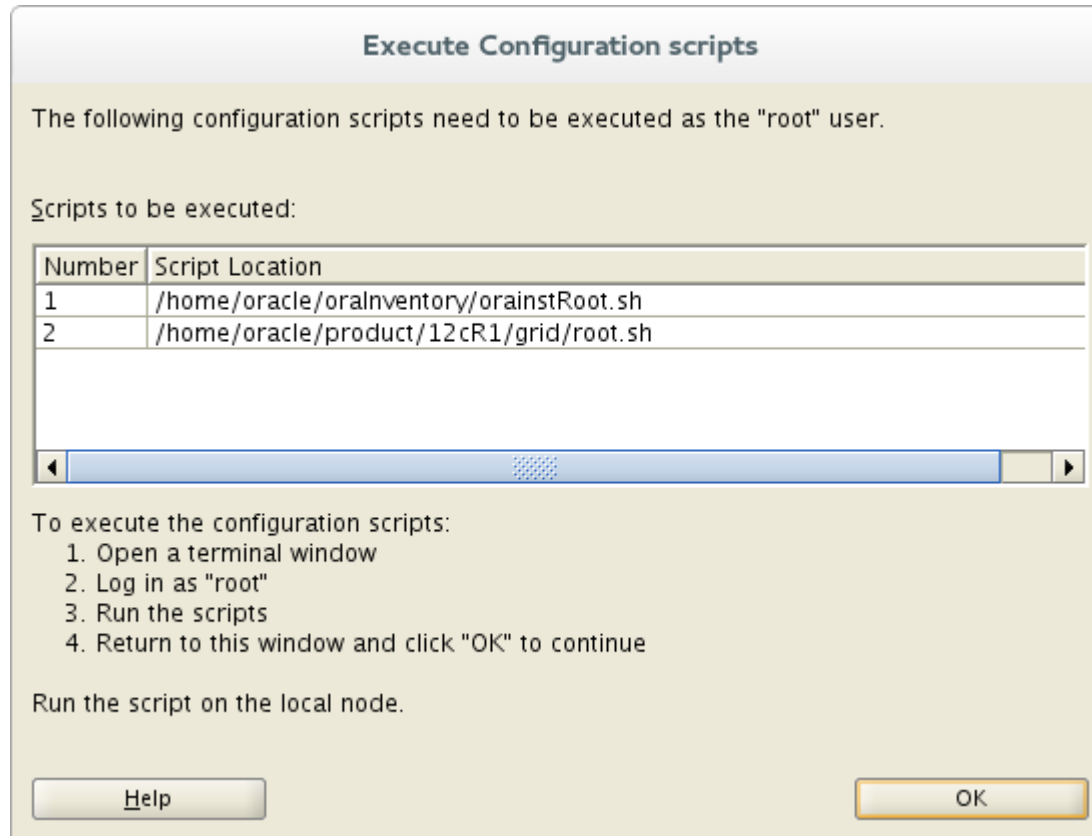 Execute Configuration scripts
The following configuration scripts need to be executed as the "root" user.
Scripts to be executed:
Number Script Location
1 /home/oracle/oraInventory/orainstRoot.sh
2 /home/oracle/product/12cR1/grid/root.sh
To execute the configuration scripts:
1. Open a terminal window
2. Log in as "root"
3. Run the scripts
4. Return to this window and click "OK" to continue
Run the script on the local node.
Help OK